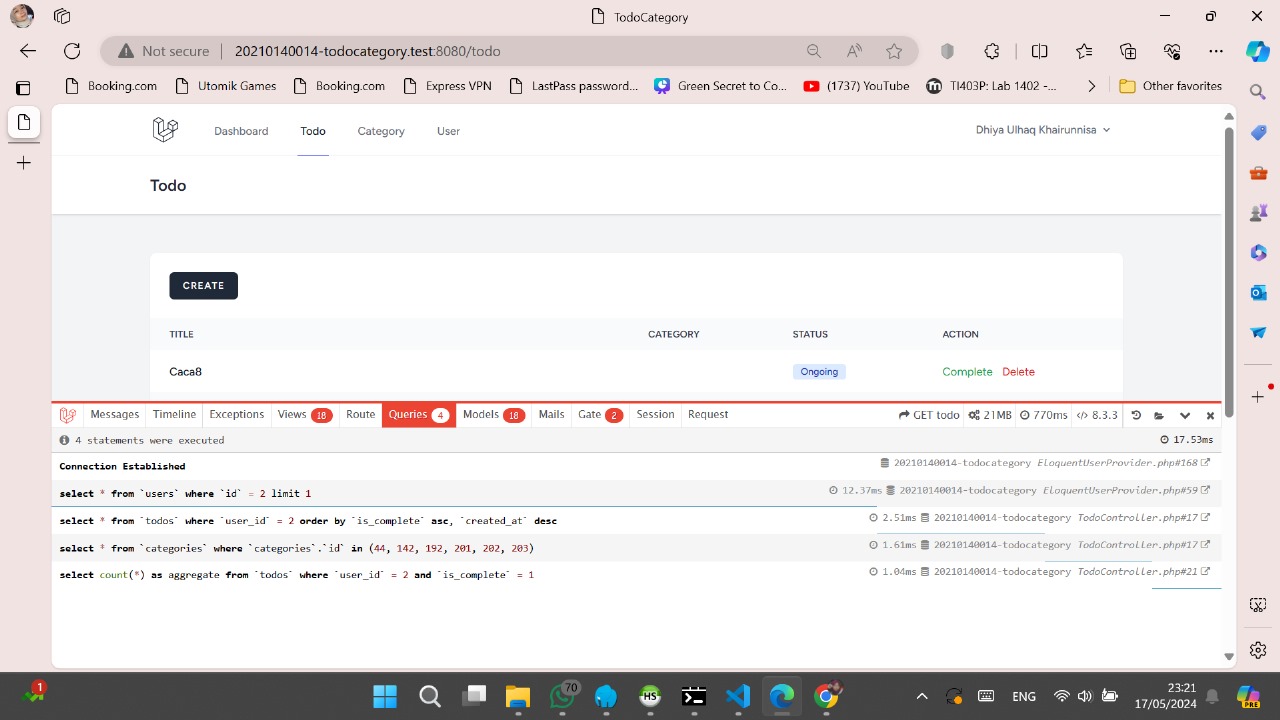 TodoCategory
Not secure 20210140014-todocategory.test:8080/todo
Booking.com Utomik Games Booking.com Express VPN LastPass password... Green Secret to Co... (1737) YouTube TI403P: Lab 1402 -... Other favorites
Dashboard Todo Category User Dhiya Ulhaq Khairunnisa
Todo
CREATE
TITLE CATEGORY STATUS ACTION
Caca8 Ongoing Complete Delete
Messages Timeline Exceptions Views 18 Route Queries 4 Models 18 Mails Gate 2 Session Request GET todo 21MB 770ms </> 8.3.3
4 statements were executed 17.53ms
Connection Established 20210140014-todocategory EloquentUserProvider.php#168
select * from `users` where `id` = 2 limit 1 12.37ms 20210140014-todocategory EloquentUserProvider.php#59
select * from `todos` where `user_id` = 2 order by `is_complete` asc, `created_at` desc 2.51ms 20210140014-todocategory TodoController.php#17
select * from `categories` where `categories`.`id` in (44, 142, 192, 201, 202, 203) 1.61ms 20210140014-todocategory TodoController.php#17
select count(*) as aggregate from `todos` where `user_id` = 2 and `is_complete` = 1 1.04ms 20210140014-todocategory TodoController.php#21
1 70 HS ENG 23:21 PRE
17/05/2024